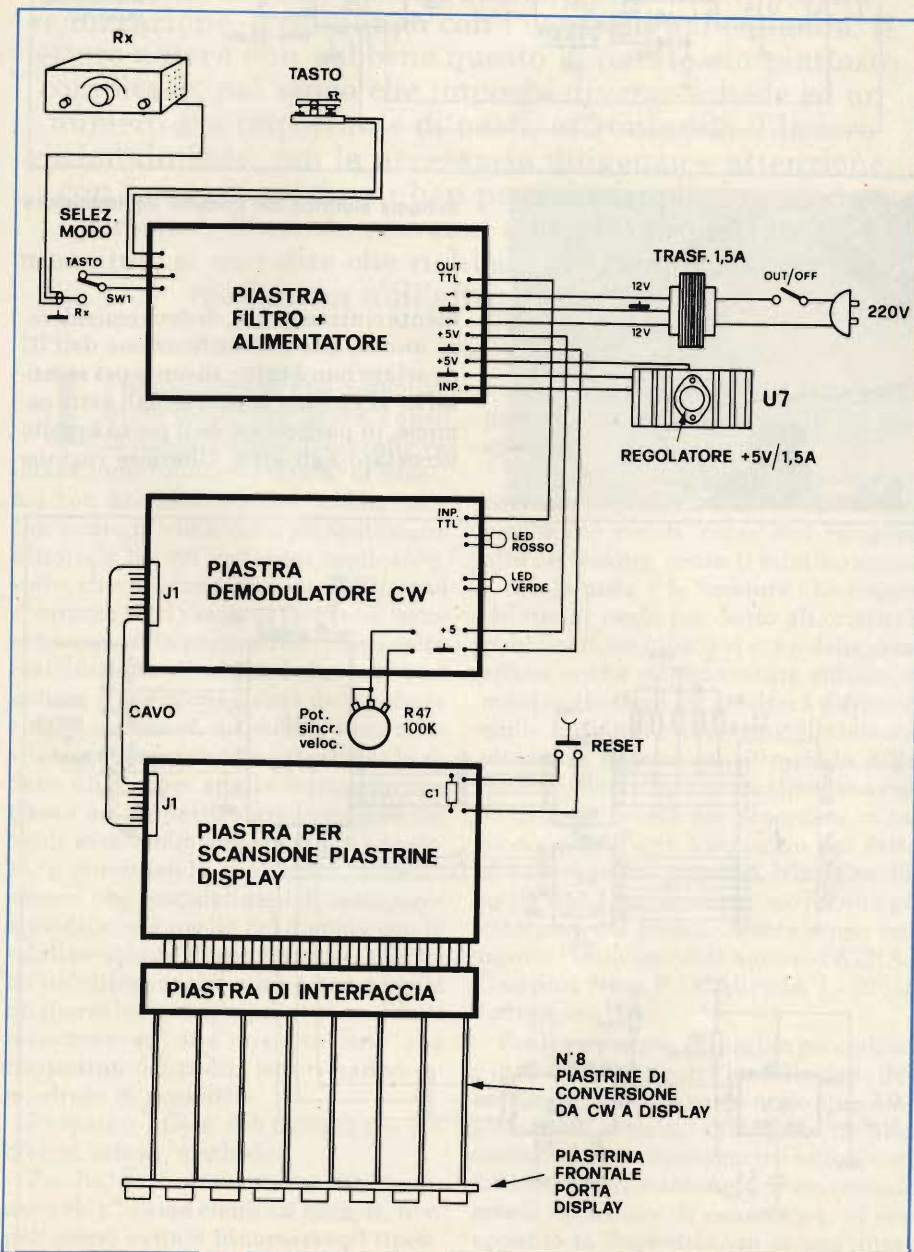 Rx
TASTO
SELEZ.
MODO
TASTO
SW1
Rx
PIASTRA
FILTRO +
ALIMENTATORE
OUT
TTL
+5V
+5V
INP.
TRASF. 1,5A
12V
12V
OUT/OFF
220V
U7
REGOLATORE +5V/1,5A
INP.
TTL
LED
ROSSO
LED
VERDE
PIASTRA
DEMODULATORE CW
J1
+5
CAVO
Pot.
sincr.
veloc.
R47
100K
RESET
J1
C1
PIASTRA PER
SCANSIONE PIASTRINE
DISPLAY
PIASTRA DI INTERFACCIA
N°8
PIASTRINE DI
CONVERSIONE
DA CW A DISPLAY
PIASTRINA
FRONTALE
PORTA
DISPLAY